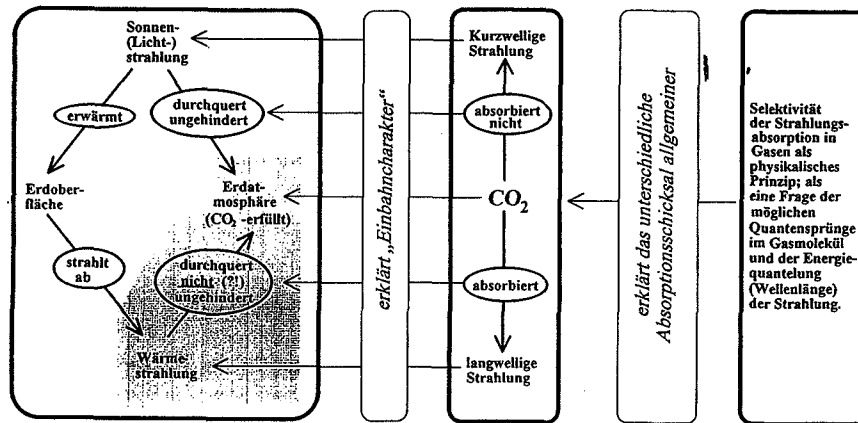 Sonnen-
(Licht-)
strahlung
erwärmt
durchquert
ungehindert
Erdober-
fläche
Erdat-
mosphäre
(CO₂ -erfüllt)
strahlt
ab
durchquert
nicht (?!)
ungehindert
Wärme-
strahlung
erklärt „Einbahncharakter“
Kurzwellige
Strahlung
absorbiert
nicht
CO₂
absorbiert
langwellige
Strahlung
erklärt das unterschiedliche
Absorptionsschicksal allgemeiner
Selektivität
der Strahlungs-
absorption in
Gasen als
physikalisches
Prinzip; als
eine Frage der
möglichen
Quantensprünge
im Gasmolekül
und der Energie-
quantelung
(Wellenlänge)
der Strahlung.